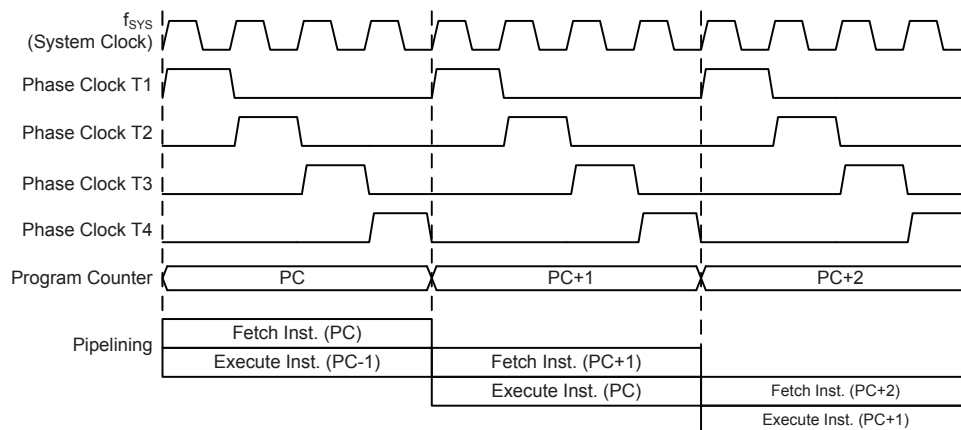 fSYS
(System Clock)
Phase Clock T1
Phase Clock T2
Phase Clock T3
Phase Clock T4
Program Counter PC PC+1 PC+2
Pipelining
Fetch Inst. (PC)
Execute Inst. (PC-1) Fetch Inst. (PC+1)
Execute Inst. (PC) Fetch Inst. (PC+2)
Execute Inst. (PC+1)